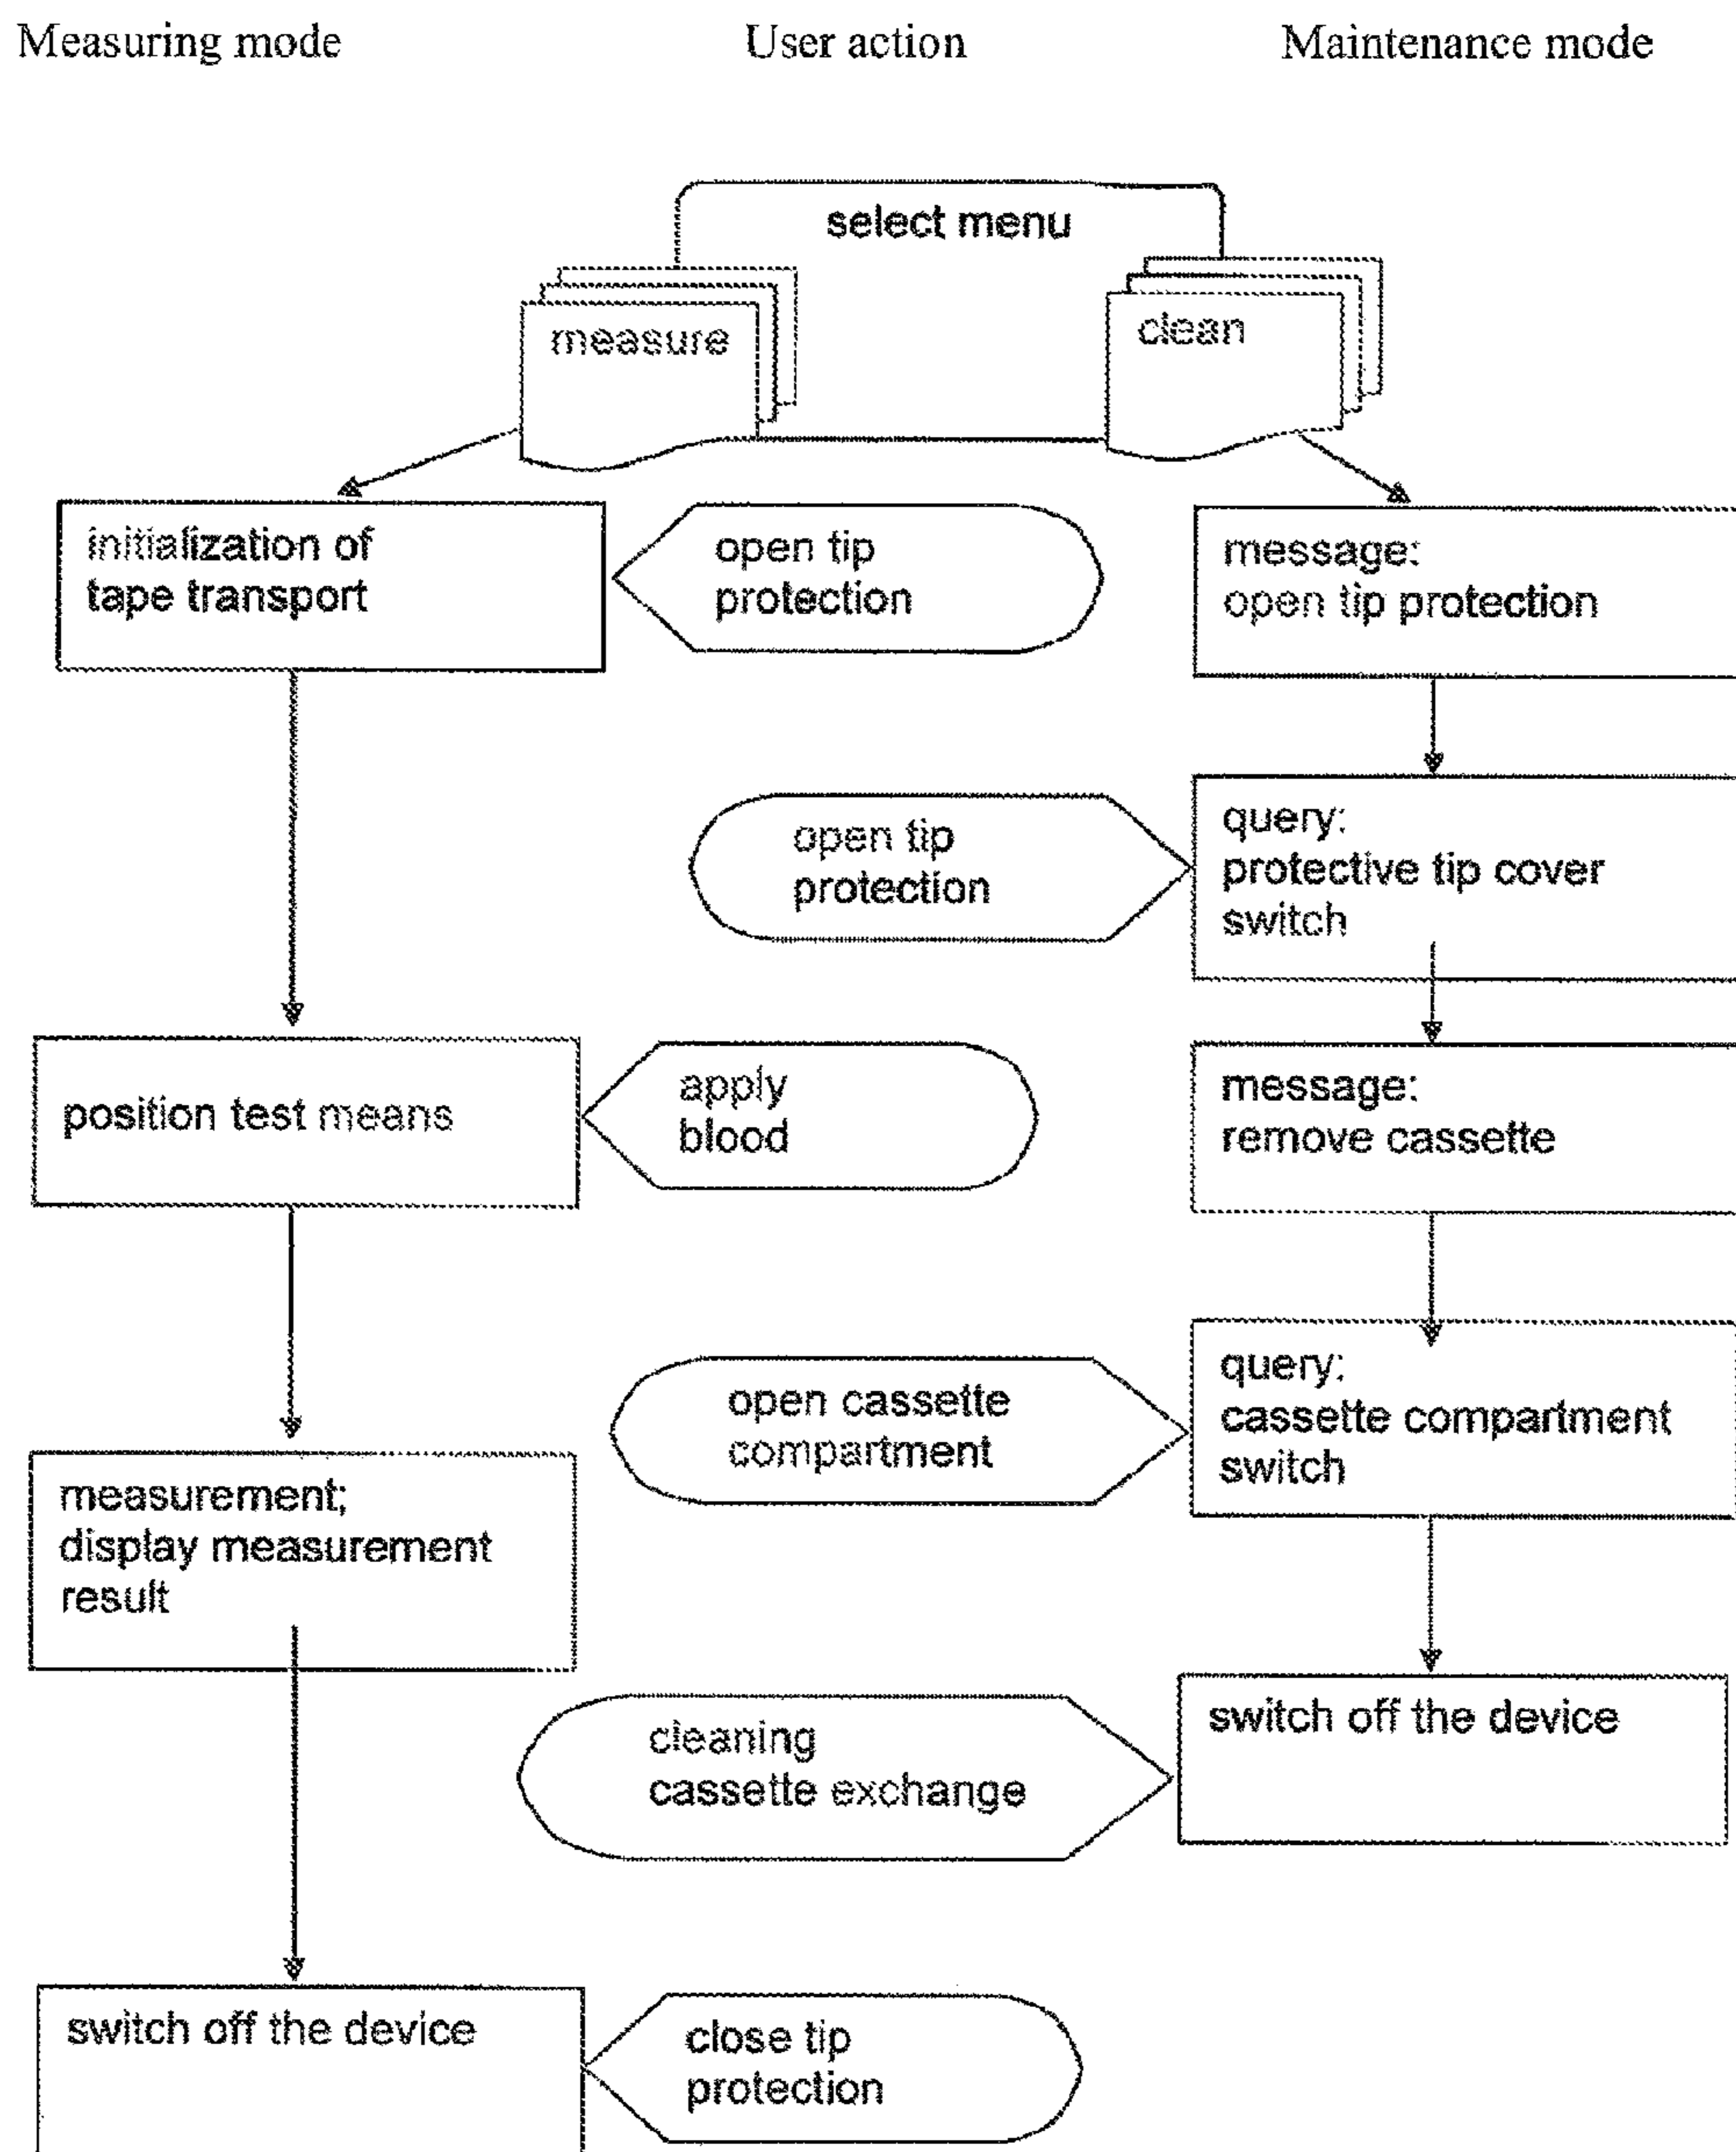 Measuring mode
User action
Maintenance mode
select menu
measure
clean
initialization of
tape transport
open tip
protection
message:
open tip protection
open tip
protection
query:
protective tip cover
switch
position test means
apply
blood
message:
remove cassette
open cassette
compartment
query:
cassette compartment
switch
measurement;
display measurement
result
cleaning
cassette exchange
switch off the device
switch off the device
close tip
protection